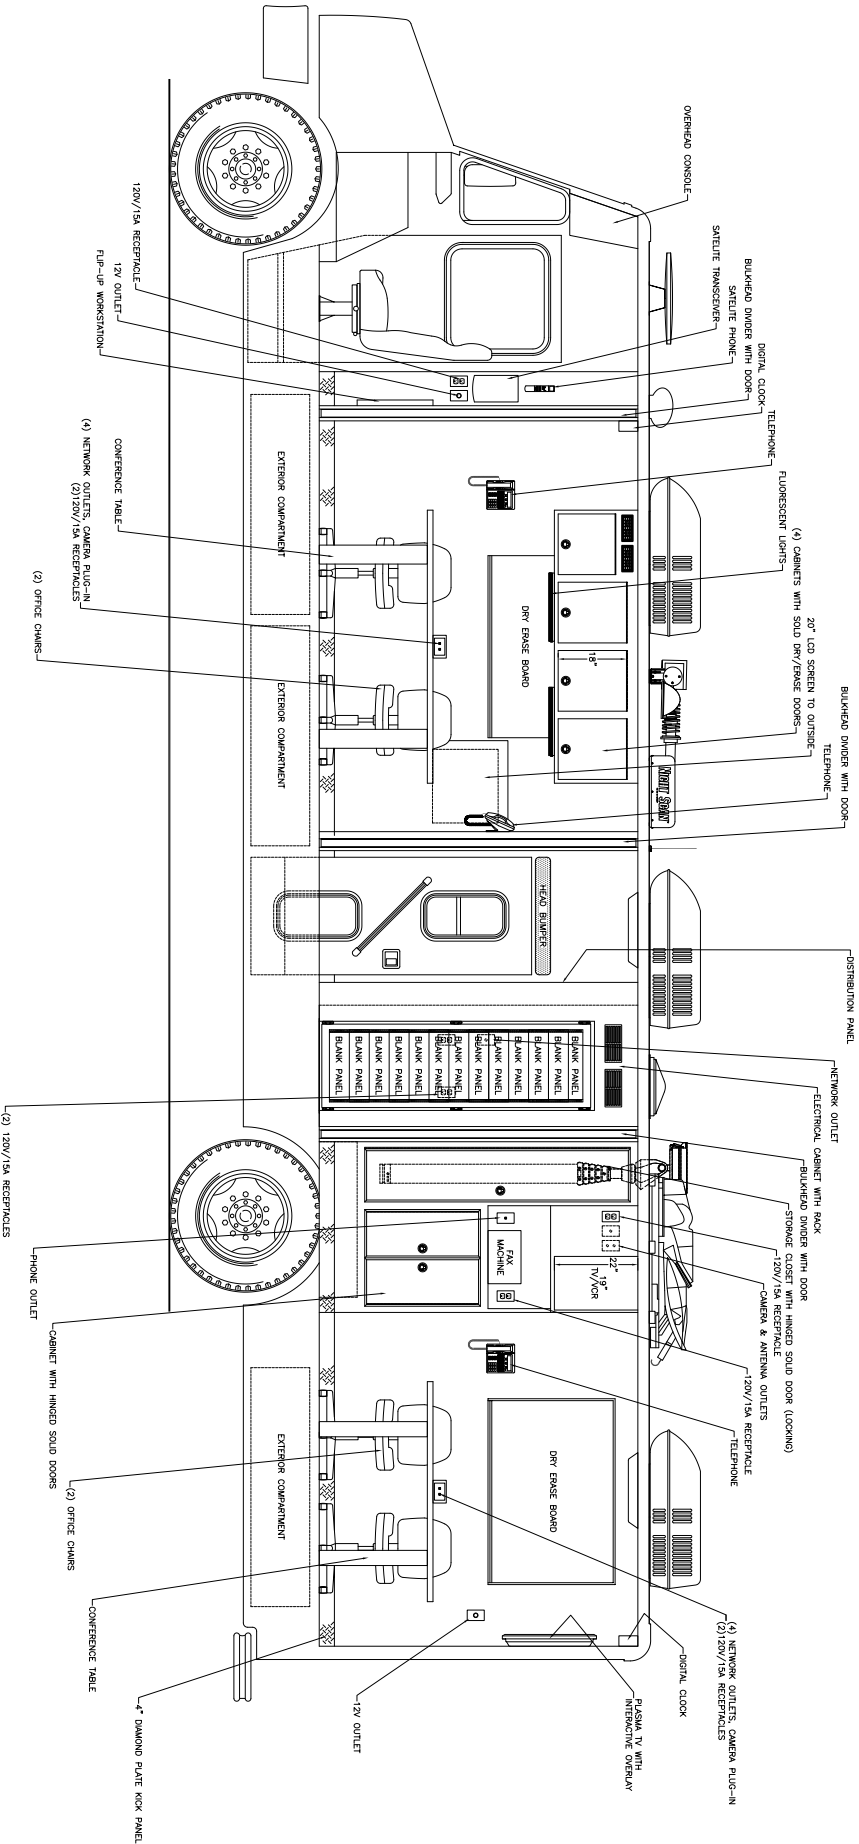 OVERHEAD CONSOLE
SATELITE TRANSCEIVER
BULKHEAD DIVIDER WITH DOOR
SATELITE PHONE
DIGITAL CLOCK
TELEPHONE
FLUORESCENT LIGHTS
(4) CABINETS WITH SOLD DRY/ERASE DOORS
20" LCD SCREEN TO OUTSIDE
TELEPHONE
BULKHEAD DIVIDER WITH DOOR
DISTRIBUTION PANEL
NETWORK OUTLET
ELECTRICAL CABINET WITH RACK
BULKHEAD DIVIDER WITH DOOR
STORAGE CLOSET WITH HINGED SOLID DOOR (LOCKING)
120V/15A RECEPTACLE
CAMERA & ANTENNA OUTLETS
120V/15A RECEPTACLE
TELEPHONE
(4) NETWORK OUTLETS, CAMERA PLUG-IN
(2)120V/15A RECEPTACLES
DIGITAL CLOCK
PLASMA TV WITH
INTERACTIVE OVERLAY
NIGHT SCAN
18"
DRY ERASE BOARD
HEAD BUMPER
BLANK PANEL
BLANK PANEL
BLANK PANEL
BLANK PANEL
BLANK PANEL
BLANK PANEL
BLANK PANEL
BLANK PANEL
BLANK PANEL
BLANK PANEL
BLANK PANEL
BLANK PANEL
BLANK PANEL
22"
19"
TV/VCR
FAX
MACHINE
DRY ERASE BOARD
EXTERIOR COMPARTMENT
EXTERIOR COMPARTMENT
EXTERIOR COMPARTMENT
120V/15A RECEPTACLE
12V OUTLET
FLIP-UP WORKSTATION
CONFERENCE TABLE
(4) NETWORK OUTLETS, CAMERA PLUG-IN
(2)120V/15A RECEPTACLES
(2) OFFICE CHAIRS
(2) 120V/15A RECEPTACLES
PHONE OUTLET
CABINET WITH HINGED SOLID DOORS
(2) OFFICE CHAIRS
CONFERENCE TABLE
4" DIAMOND PLATE KICK PANEL
12V OUTLET